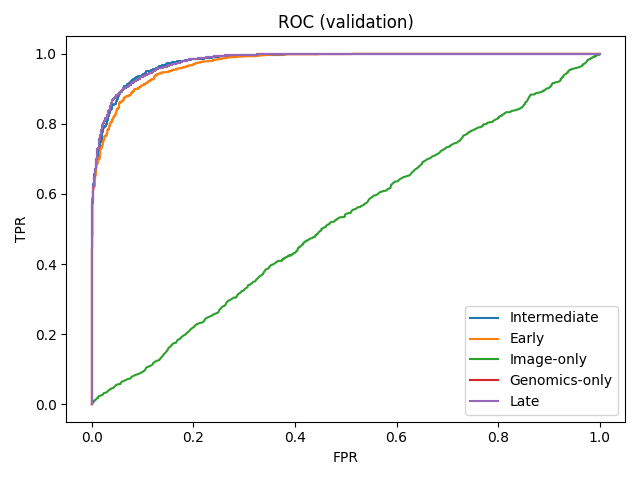 ROC (validation)
TPR
1.0
0.8
0.6
0.4
0.2
0.0
0.0 0.2 0.4 0.6 0.8 1.0
FPR
Intermediate
Early
Image-only
Genomics-only
Late